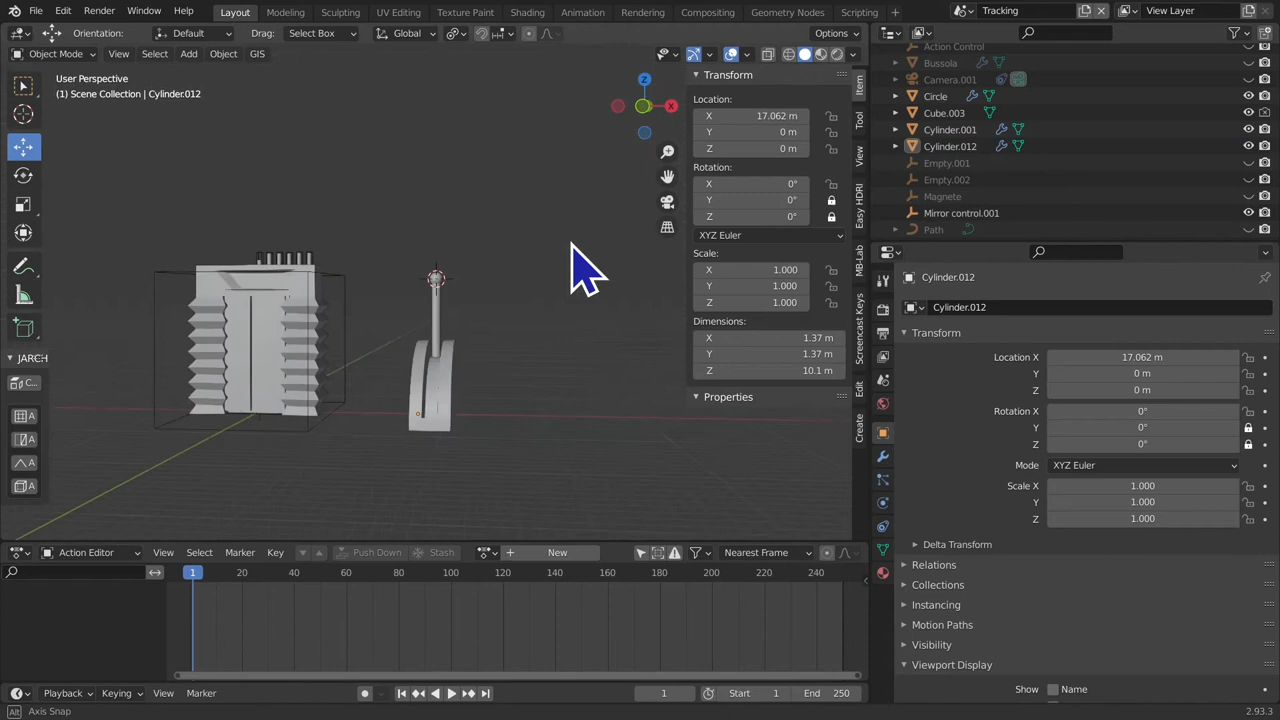 File Edit Render Window Help Layout Modeling Sculpting UV Editing Texture Paint Shading Animation Rendering Compositing Geometry Nodes Scripting + Tracking View Layer
Orientation: Default Drag: Select Box Global Options
Object Mode View Select Add Object GIS
User Perspective
(1) Scene Collection | Cylinder.012
Z
X
Transform
Location:
X 17.062 m
Y 0 m
Z 0 m
Rotation:
X 0°
Y 0°
Z 0°
XYZ Euler
Scale:
X 1.000
Y 1.000
Z 1.000
Dimensions:
X 1.37 m
Y 1.37 m
Z 10.1 m
Properties
Item
Tool
View
Easy HDRI
MB-Lab
Screencast Keys
Edit
Create
JARCH
C...
A
A
A
A
Action Control
Bussola
Camera.001
Circle
Cube.003
Cylinder.001
Cylinder.012
Empty.001
Empty.002
Magnete
Mirror control.001
Path
Cylinder.012
Cylinder.012
Transform
Location X 17.062 m
Y 0 m
Z 0 m
Rotation X 0°
Y 0°
Z 0°
Mode XYZ Euler
Scale X 1.000
Y 1.000
Z 1.000
Delta Transform
Relations
Collections
Instancing
Motion Paths
Visibility
Viewport Display
Show Name
Action Editor View Select Marker Key Push Down Stash + New Nearest Frame
1 20 40 60 80 100 120 140 160 180 200 220 240
Playback Keying View Marker 1 Start 1 End 250
Alt Axis Snap 2.93.3